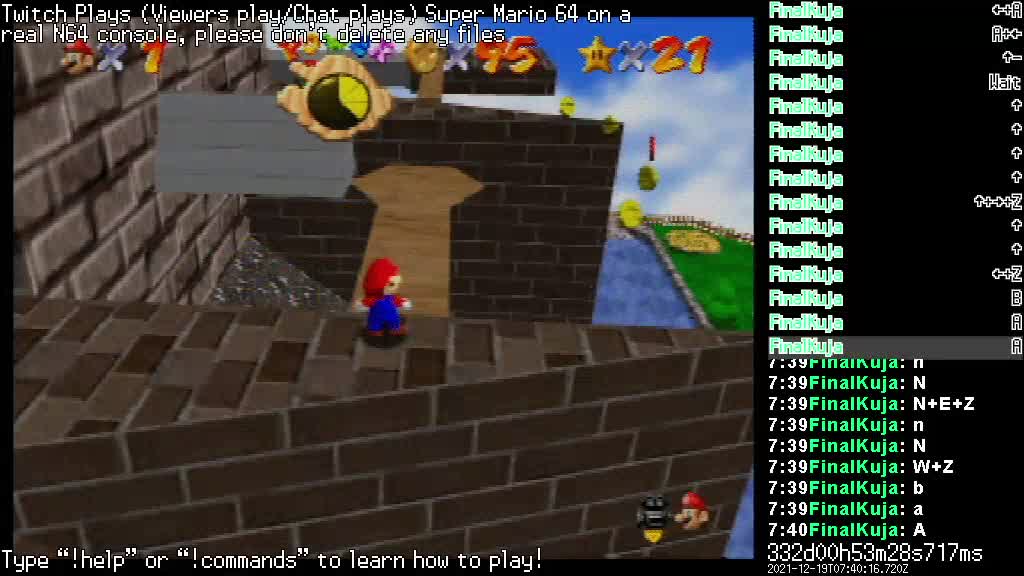 Twitch Plays (Viewers play/Chat plays) Super Mario 64 on a
real N64 console, please don't delete any files
x 1
x 95
x 21
FinalKuja ←+A
FinalKuja A+←
FinalKuja ↑-
FinalKuja Wait
FinalKuja ↑
FinalKuja ↑
FinalKuja ↑
FinalKuja ↑
FinalKuja ↑+→+Z
FinalKuja ↑
FinalKuja ↑
FinalKuja ←+Z
FinalKuja B
FinalKuja A
FinalKuja A
7:39FinalKuja: n
7:39FinalKuja: N
7:39FinalKuja: N+E+Z
7:39FinalKuja: n
7:39FinalKuja: N
7:39FinalKuja: W+Z
7:39FinalKuja: b
7:39FinalKuja: a
7:40FinalKuja: A
Type “!help” or “!commands” to learn how to play!
332d00h53m28s717ms
2021-12-19T07:40:16.720Z